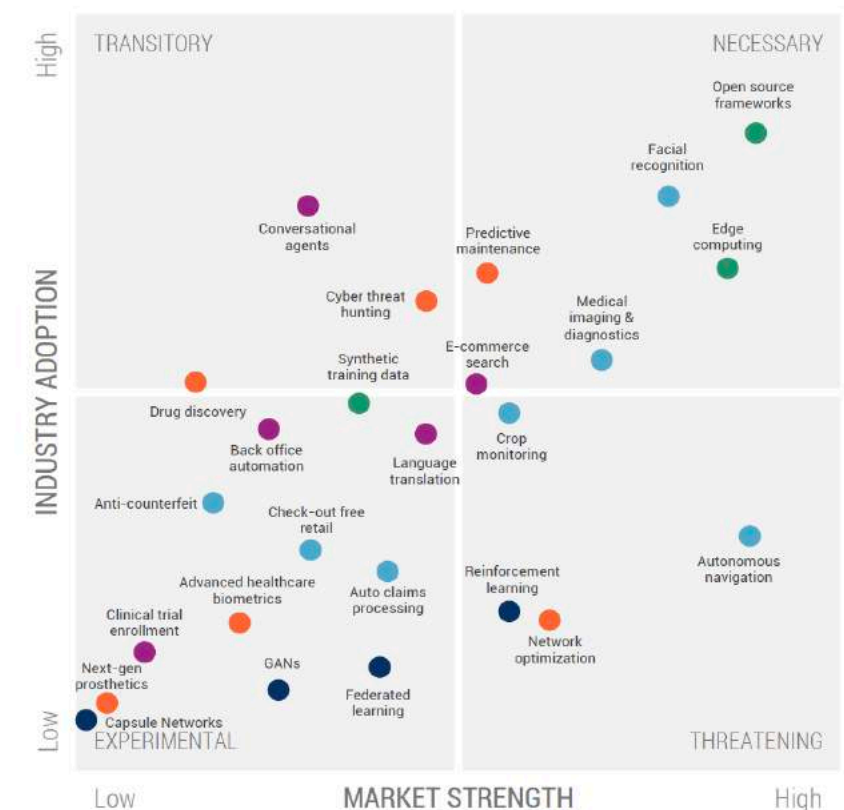 High
TRANSITORY
NECESSARY
Open source
frameworks
Facial
recognition
Conversational
agents
Predictive
maintenance
Edge
computing
Cyber threat
hunting
Medical
imaging &
diagnostics
E-commerce
search
Synthetic
training data
INDUSTRY ADOPTION
Drug discovery
Back office
automation
Language
translation
Crop
monitoring
Anti-counterfeit
Check-out free
retail
Autonomous
navigation
Advanced healthcare
biometrics
Auto claims
processing
Reinforcement
learning
Clinical trial
enrollment
Network
optimization
Next-gen
prosthetics
GANs
Federated
learning
Capsule Networks
Low
EXPERIMENTAL
THREATENING
Low
MARKET STRENGTH
High